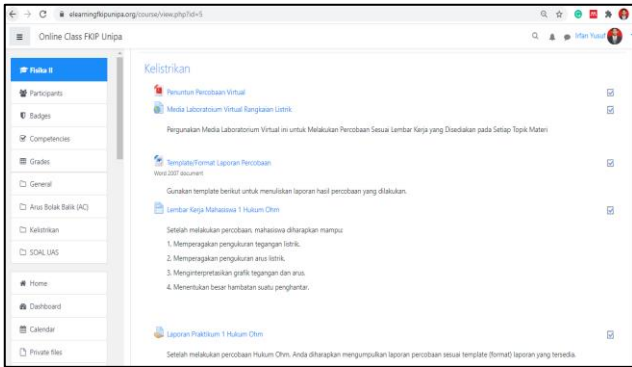 elearningfkipunipa.org/course/view.php?id=5
Online Class FKIP Unipa
Irfan Yusuf
Fisika II
Participants
Badges
Competencies
Grades
General
Arus Bolak Balik (AC)
Kelistrikan
SOAL UAS
Home
Dashboard
Calendar
Private files
Kelistrikan
Penuntun Percobaan Virtual
Media Laboratoium Virtual Rangkaian Listrik
Pergunakan Media Laboratorium Virtual ini untuk Melakukan Percobaan Sesuai Lembar Kerja yang Disediakan pada Setiap Topik Materi
Template/Format Laporan Percobaan
Word 2007 document
Gunakan template berikut untuk menuliskan laporan hasil percobaan yang dilakukan.
Lembar Kerja Mahasiswa 1 Hukum Ohm
Setelah melakukan percobaan, mahasiswa diharapkan mampu:
1. Memperagakan pengukuran tegangan listrik.
2. Memperagakan pengukuran arus listrik.
3. Menginterpretasikan grafik tegangan dan arus.
4. Menentukan besar hambatan suatu penghantar.
Laporan Praktikum 1 Hukum Ohm
Setelah melakukan percobaan Hukum Ohm. Anda diharapkan mengumpulkan laporan percobaan sesuai template (format) laporan yang tersedia.